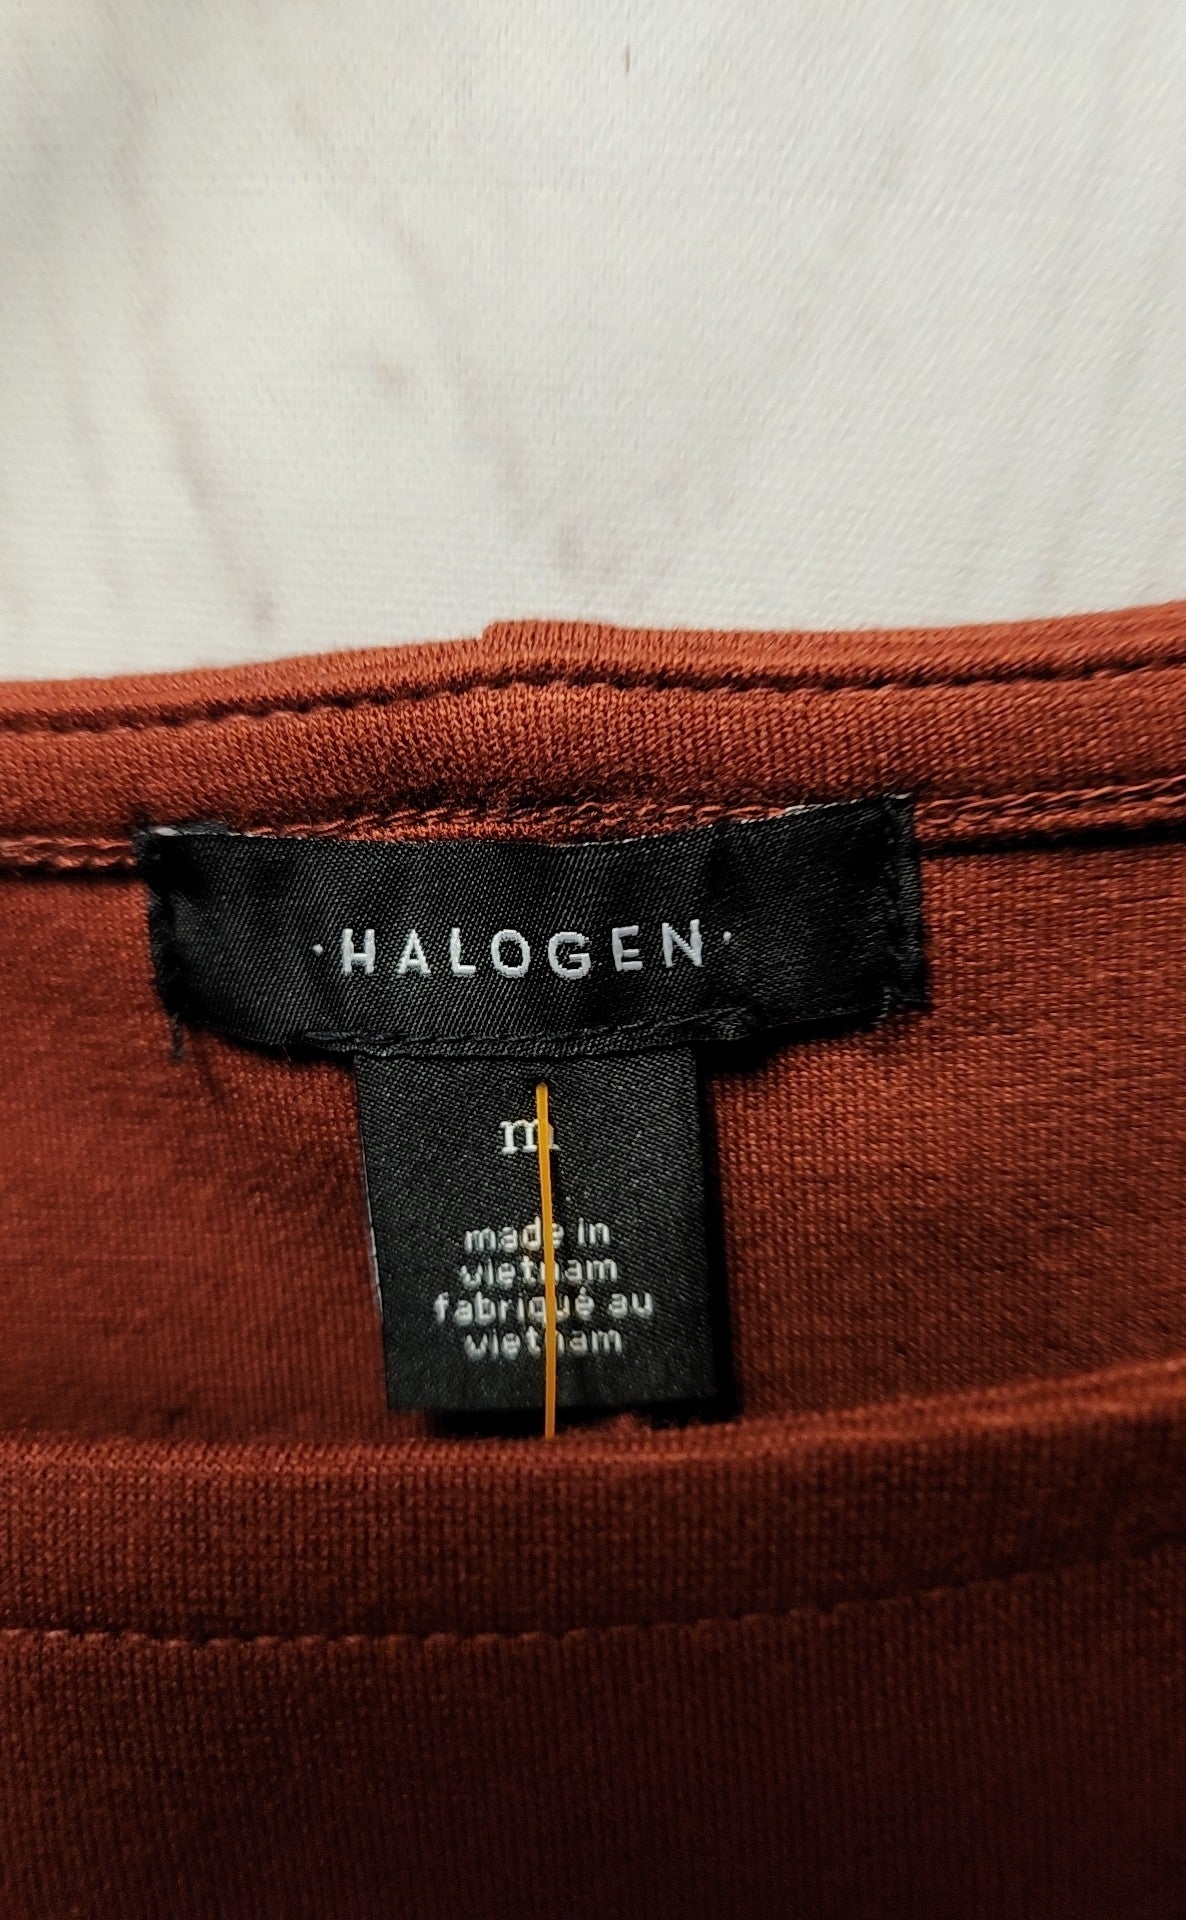 ·HALOGEN·
m
made in
vietnam
fabriqué au
vietnam